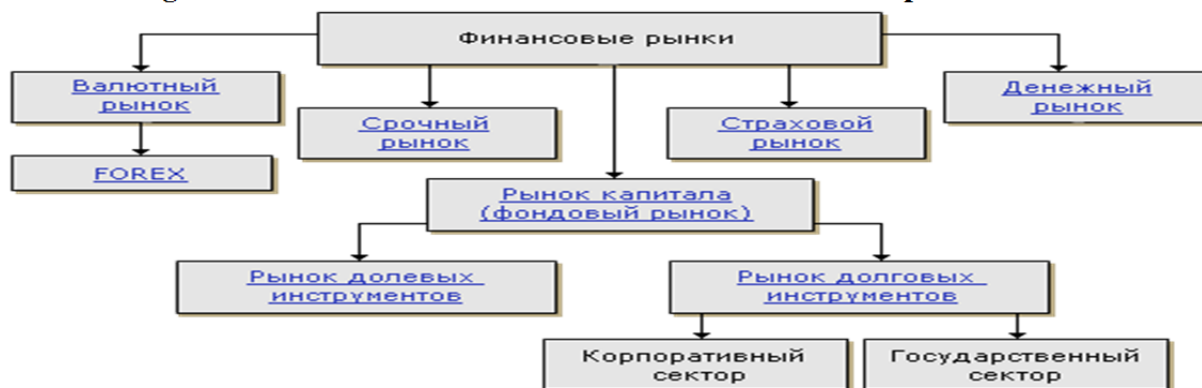 Финансовые рынки
Валютный
рынок
Срочный
рынок
Страховой
рынок
Денежный
рынок
FOREX
Рынок капитала
(фондовый рынок)
Рынок долевых
инструментов
Рынок долговых
инструментов
Корпоративный
сектор
Государственный
сектор